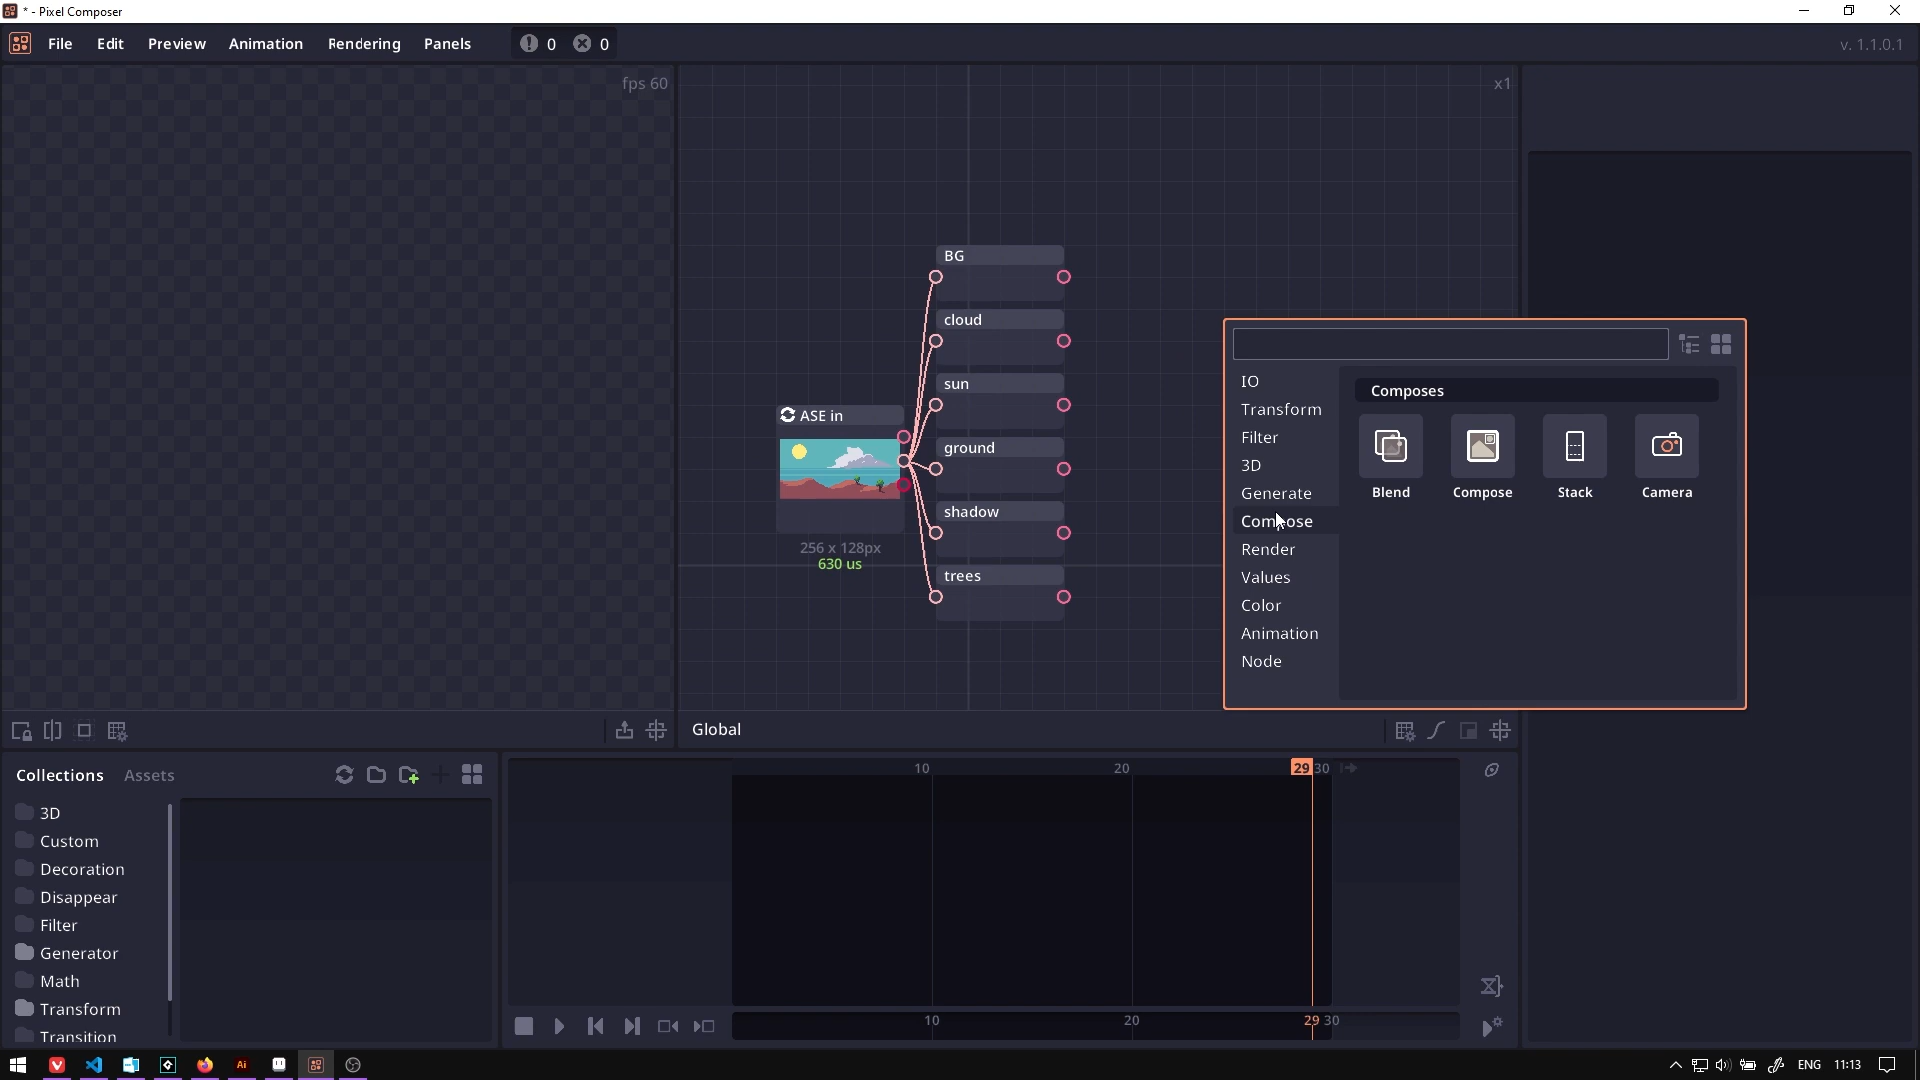 * - Pixel Composer
File Edit Preview Animation Rendering Panels 0 0 v. 1.1.0.1
fps 60
x1
BG
cloud
sun
ground
shadow
trees
ASE in
256 x 128px
630 us
IO
Transform
Filter
3D
Generate
Compose
Render
Values
Color
Animation
Node
Composes
Blend Compose Stack Camera
Global
Collections Assets
3D
Custom
Decoration
Disappear
Filter
Generator
Math
Transform
Transition
10 20 29 30
10 20 29 30
Ai
ENG 11:13